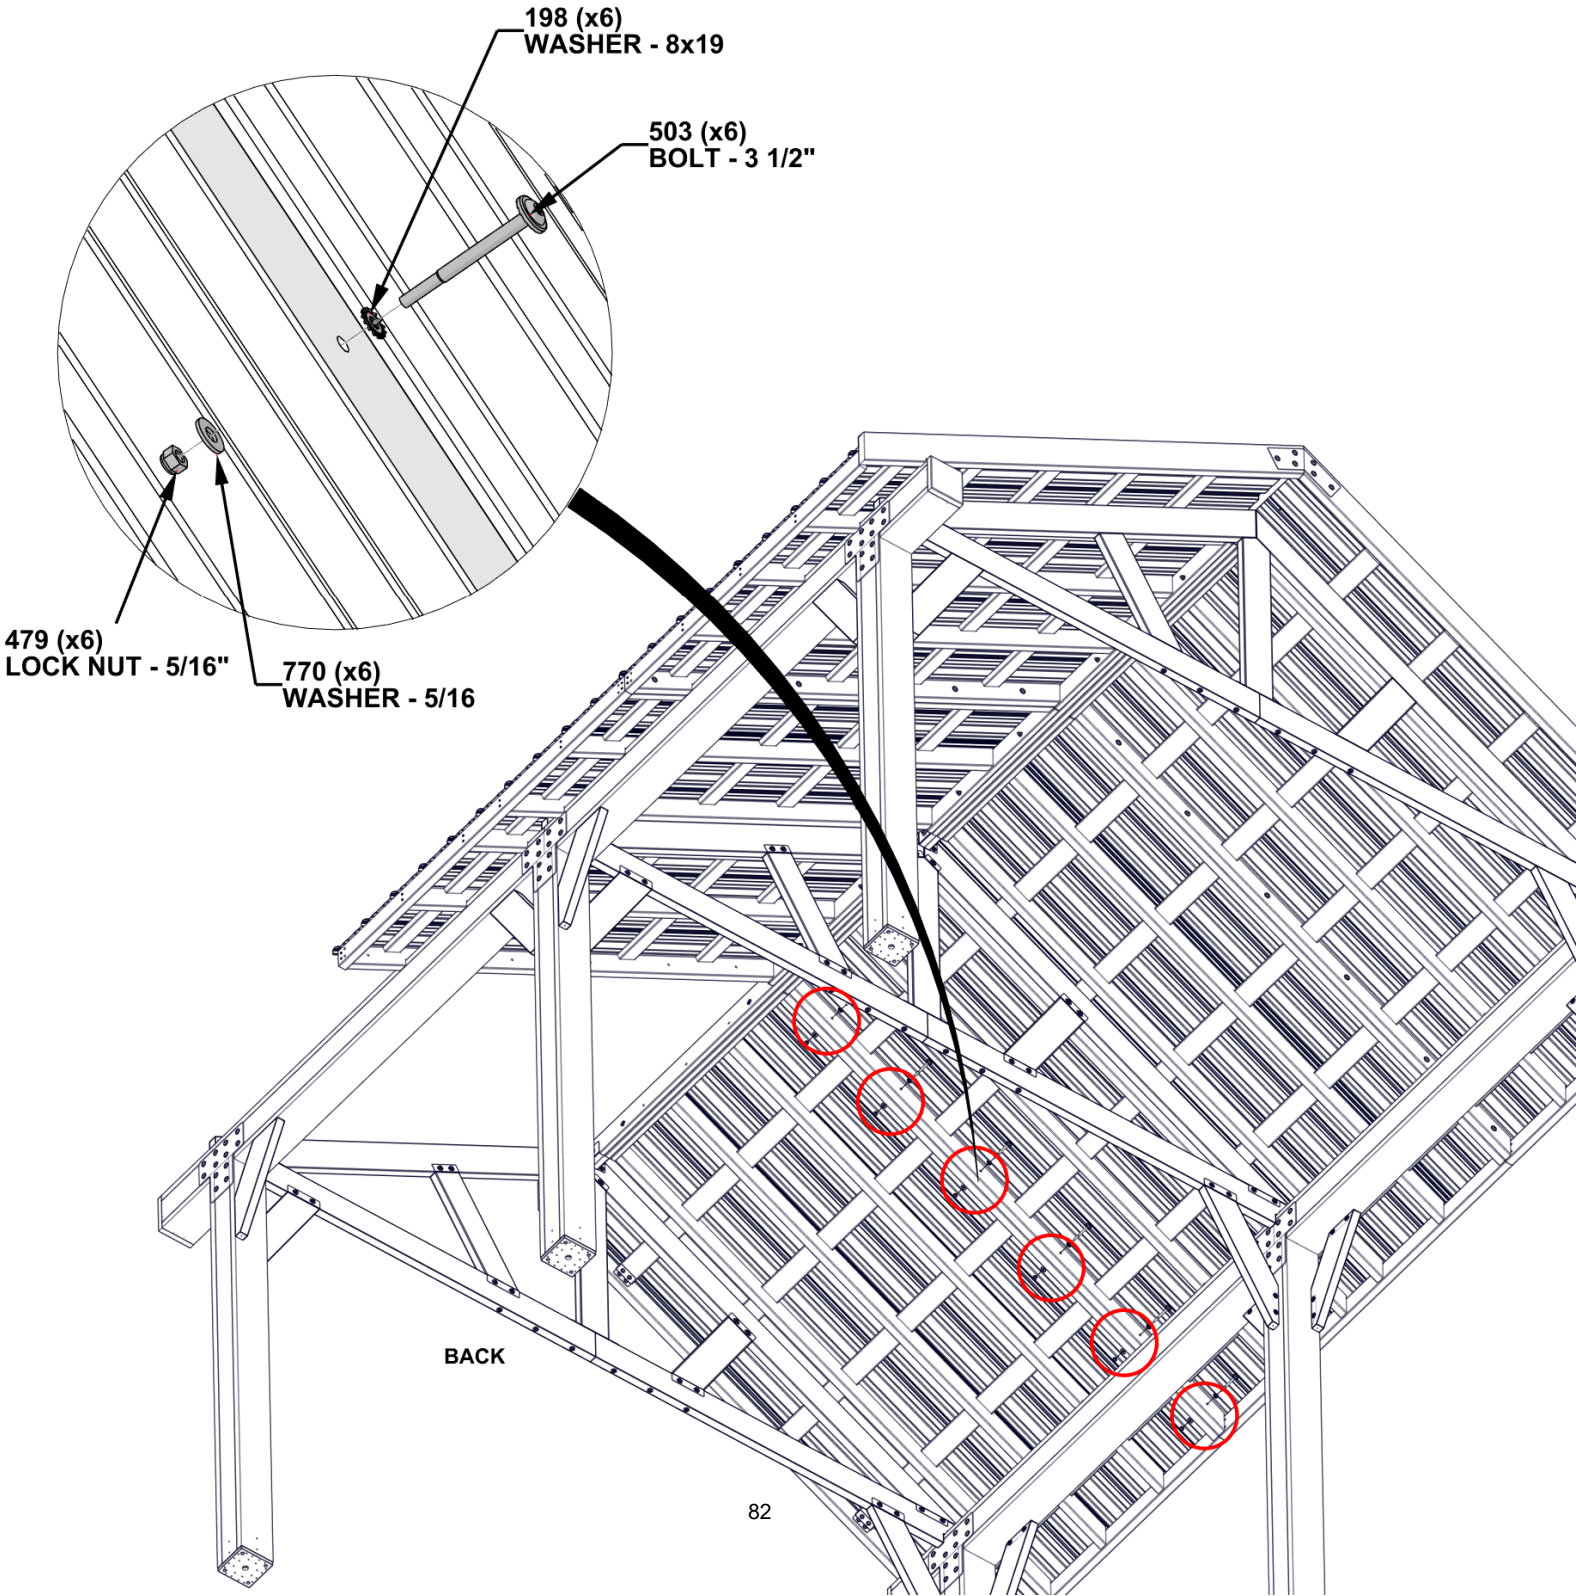 198 (x6)
WASHER - 8x19
503 (x6)
BOLT - 3 1/2"
479 (x6)
LOCK NUT - 5/16"
770 (x6)
WASHER - 5/16
BACK
82